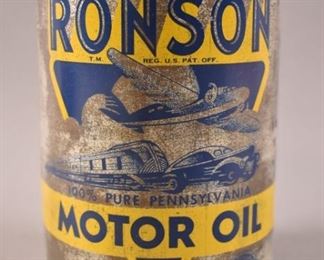 RONSON
T.M. REG. U.S. PAT. OFF.
100% PURE PENNSYLVANIA
MOTOR OIL